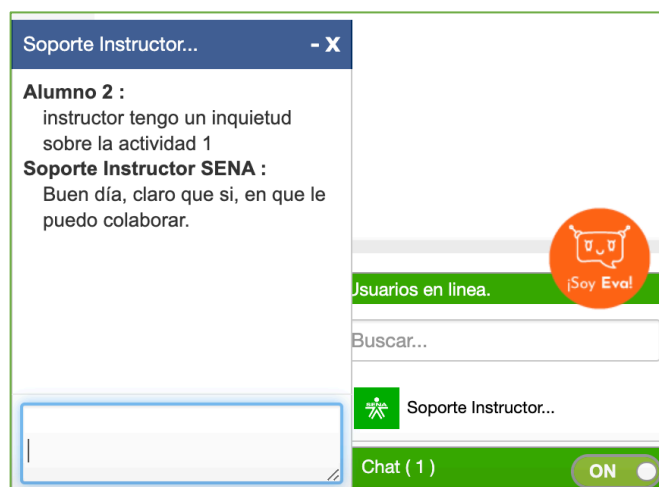 Soporte Instructor...
- X
Alumno 2 :
instructor tengo un inquietud
sobre la actividad 1
Soporte Instructor SENA :
Buen día, claro que si, en que le
puedo colaborar.
¡Soy Eva!
Usuarios en linea.
Buscar...
SENA
Soporte Instructor...
Chat ( 1 )
ON